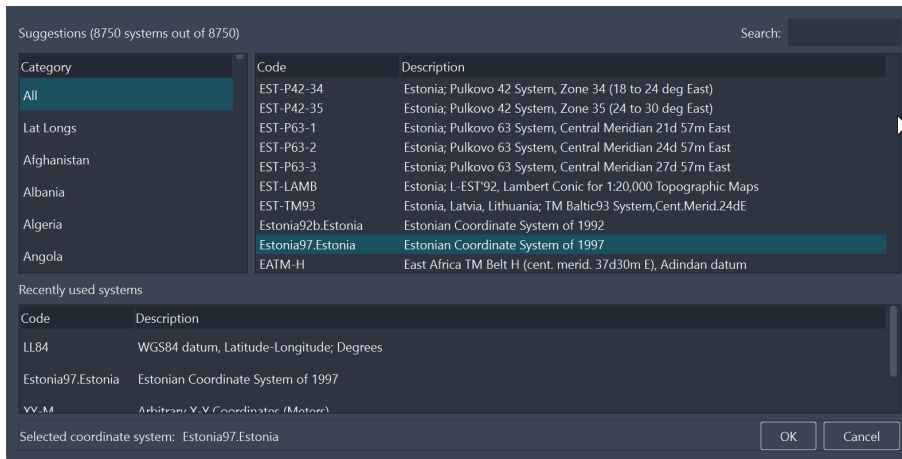 Suggestions (8750 systems out of 8750) Search:
Category
All
Lat Longs
Afghanistan
Albania
Algeria
Angola
Code Description
EST-P42-34 Estonia; Pulkovo 42 System, Zone 34 (18 to 24 deg East)
EST-P42-35 Estonia; Pulkovo 42 System, Zone 35 (24 to 30 deg East)
EST-P63-1 Estonia; Pulkovo 63 System, Central Meridian 21d 57m East
EST-P63-2 Estonia; Pulkovo 63 System, Central Meridian 24d 57m East
EST-P63-3 Estonia; Pulkovo 63 System, Central Meridian 27d 57m East
EST-LAMB Estonia; L-EST'92, Lambert Conic for 1:20,000 Topographic Maps
EST-TM93 Estonia, Latvia, Lithuania; TM Baltic93 System,Cent.Merid.24dE
Estonia92b.Estonia Estonian Coordinate System of 1992
Estonia97.Estonia Estonian Coordinate System of 1997
EATM-H East Africa TM Belt H (cent. merid. 37d30m E), Adindan datum
Recently used systems
Code Description
LL84 WGS84 datum, Latitude-Longitude; Degrees
Estonia97.Estonia Estonian Coordinate System of 1997
XY-M Arbitrary X-Y Coordinates (Meters)
Selected coordinate system: Estonia97.Estonia OK Cancel